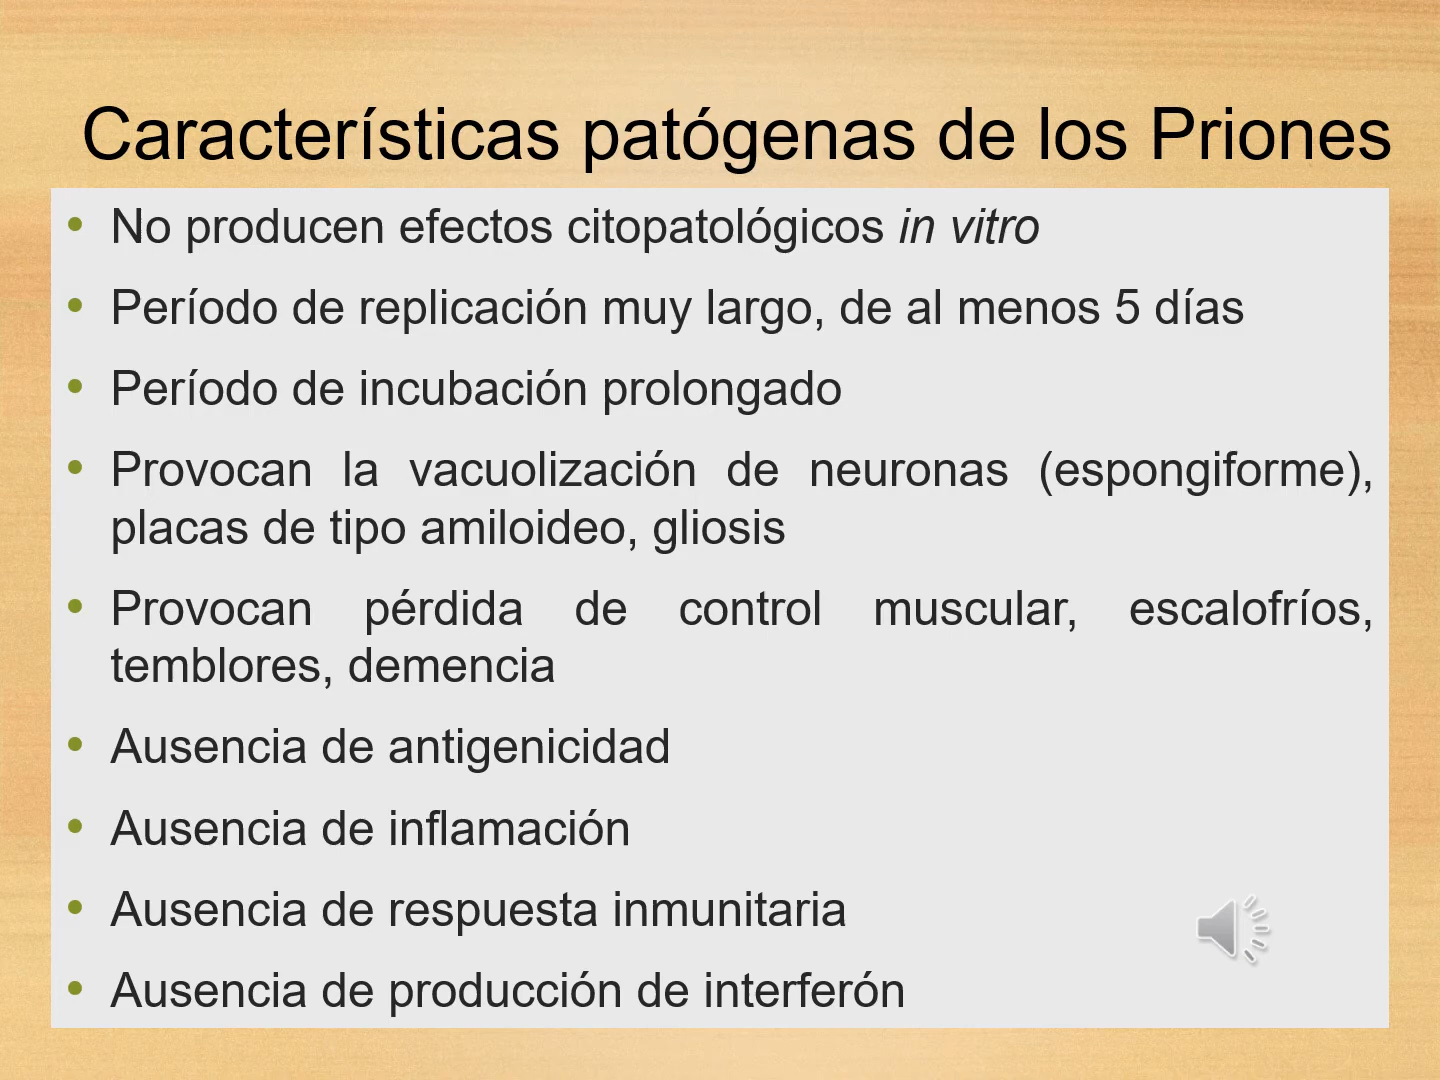 Características patógenas de los Priones
• No producen efectos citopatológicos in vitro
• Período de replicación muy largo, de al menos 5 días
• Período de incubación prolongado
• Provocan la vacuolización de neuronas (espongiforme),
placas de tipo amiloideo, gliosis
• Provocan pérdida de control muscular, escalofríos,
temblores, demencia
• Ausencia de antigenicidad
• Ausencia de inflamación
• Ausencia de respuesta inmunitaria
• Ausencia de producción de interferón